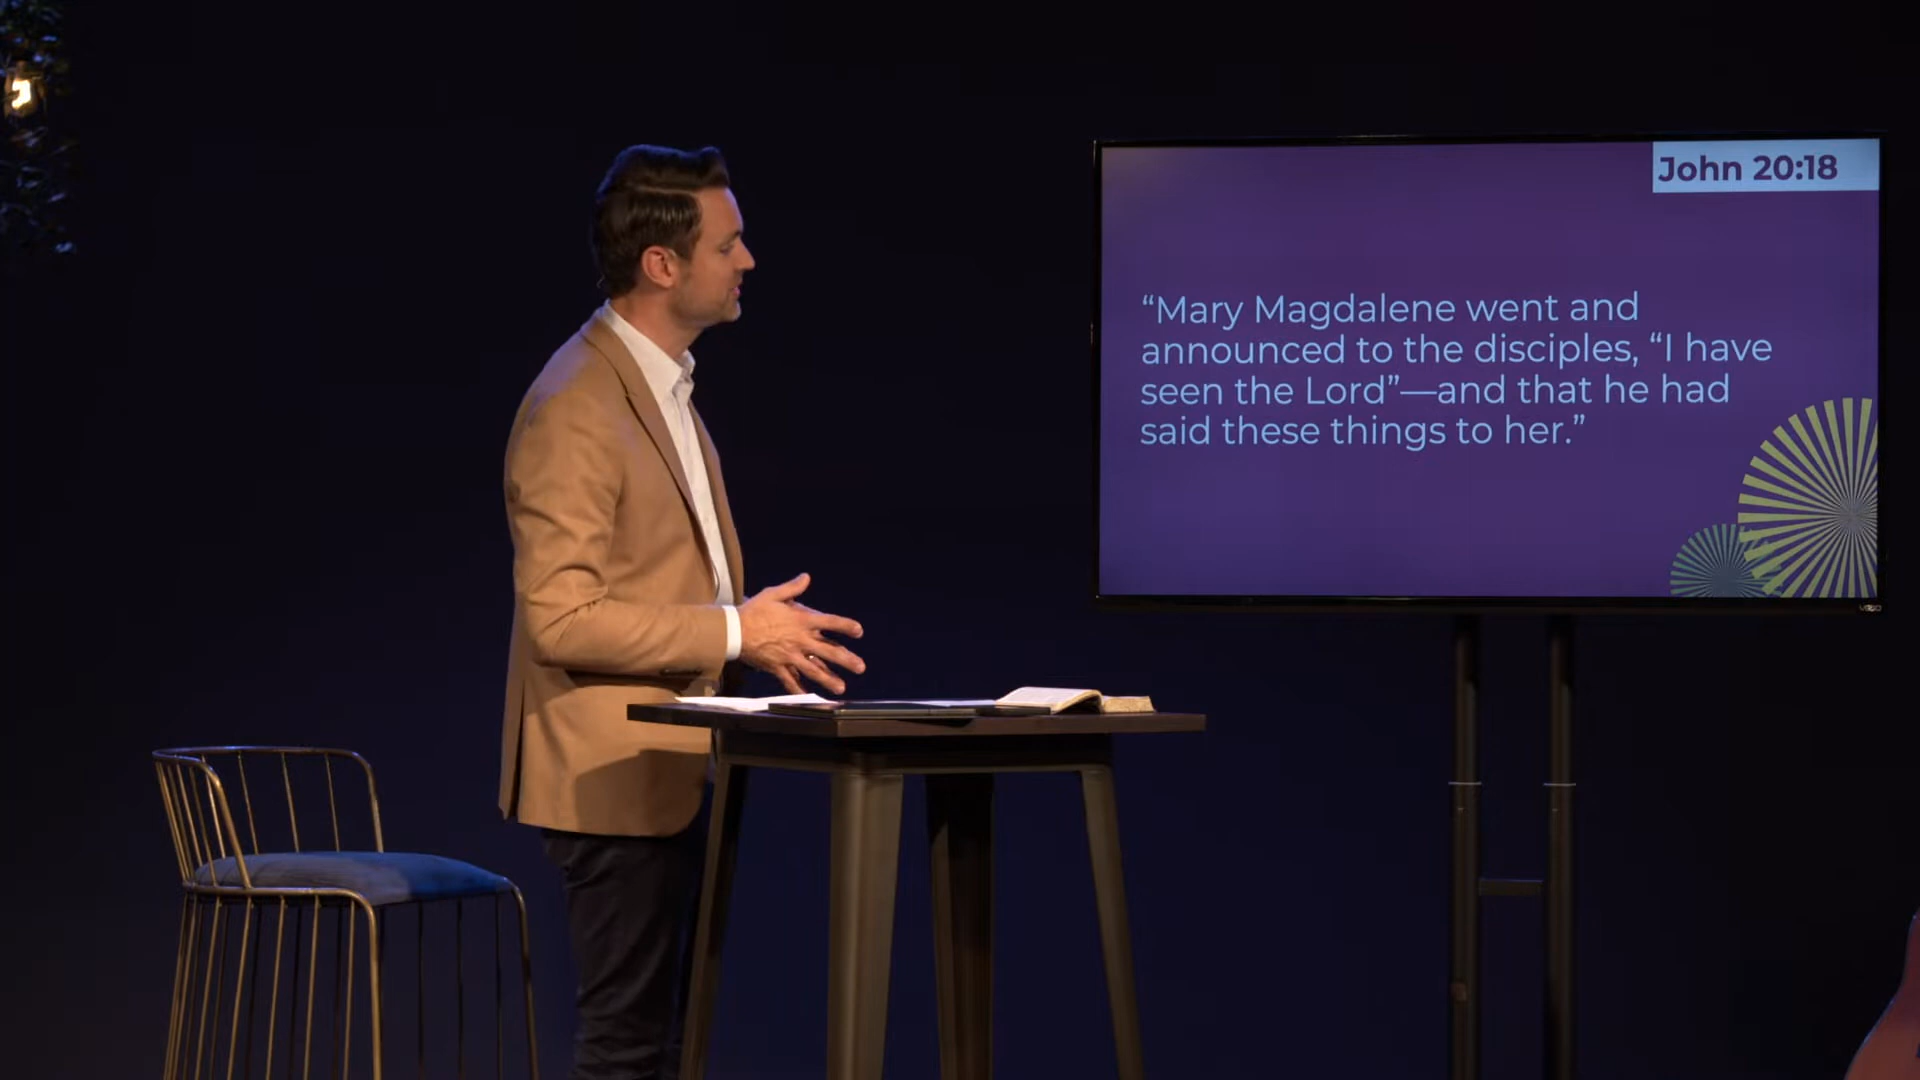 John 20:18
“Mary Magdalene went and
announced to the disciples, “I have
seen the Lord”—and that he had
said these things to her.”
VIZIO